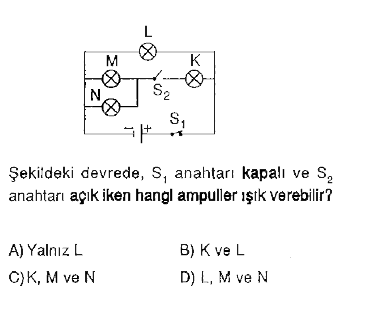 L
M
K
N
S₂
S₁
- +
Şekildeki devrede, S₁ anahtarı kapalı ve S₂
anahtarı açık iken hangi ampuller ışık verebilir?
A) Yalnız L
B) K ve L
C) K, M ve N
D) L, M ve N